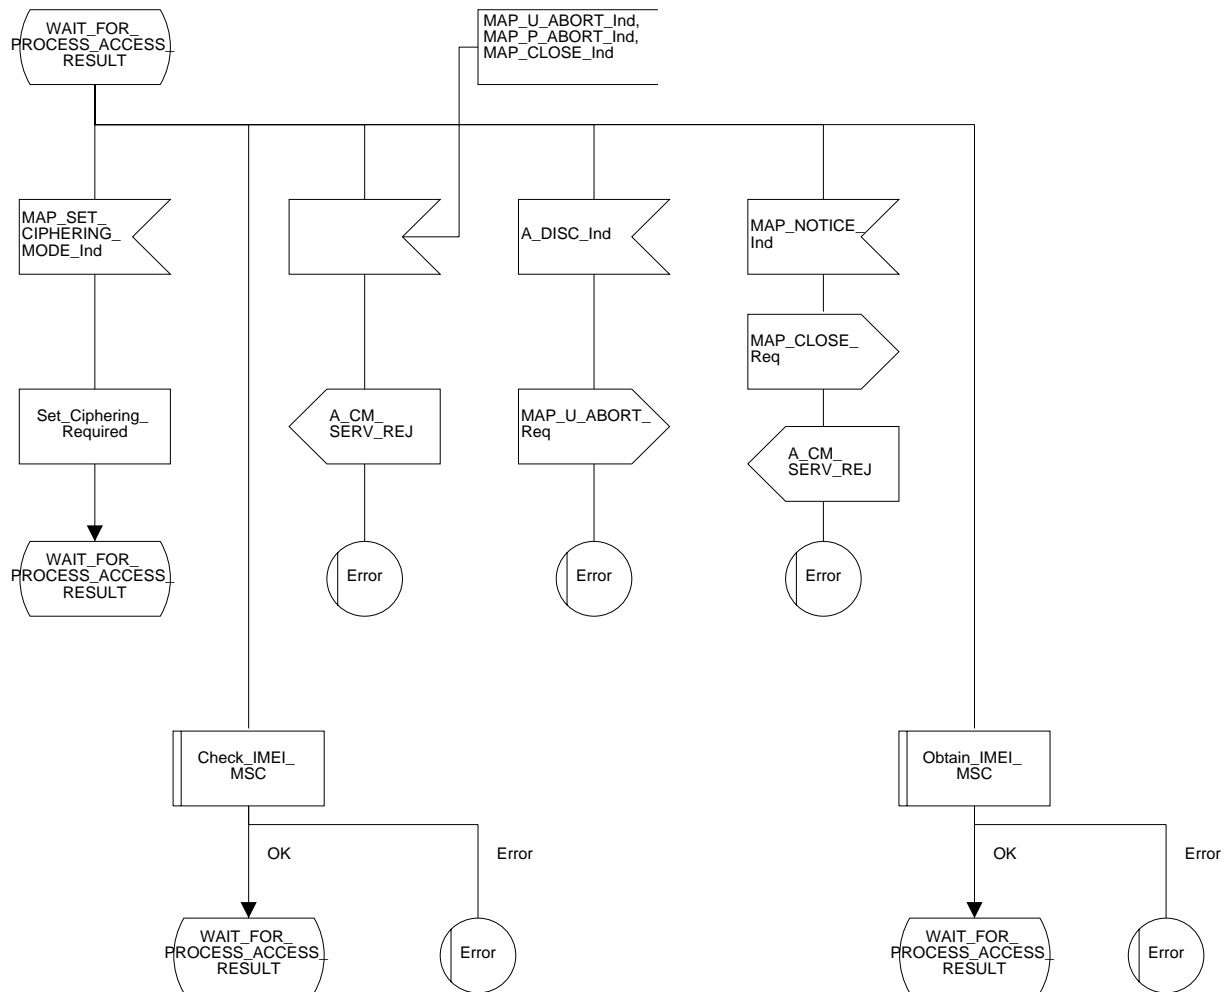 WAIT_FOR_
PROCESS_ACCESS_
RESULT
MAP_U_ABORT_Ind,
MAP_P_ABORT_Ind,
MAP_CLOSE_Ind
MAP_SET_
CIPHERING_
MODE_Ind
A_DISC_Ind
MAP_NOTICE_
Ind
MAP_CLOSE_
Req
Set_Ciphering_
Required
A_CM_
SERV_REJ
MAP_U_ABORT_
Req
A_CM_
SERV_REJ
WAIT_FOR_
PROCESS_ACCESS_
RESULT
Error
Error
Error
Check_IMEI_
MSC
Obtain_IMEI_
MSC
OK
Error
OK
Error
WAIT_FOR_
PROCESS_ACCESS_
RESULT
Error
WAIT_FOR_
PROCESS_ACCESS_
RESULT
Error